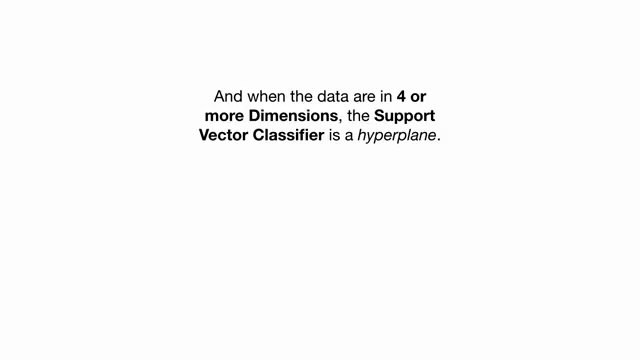 And when the data are in 4 or
more Dimensions, the Support
Vector Classifier is a hyperplane.